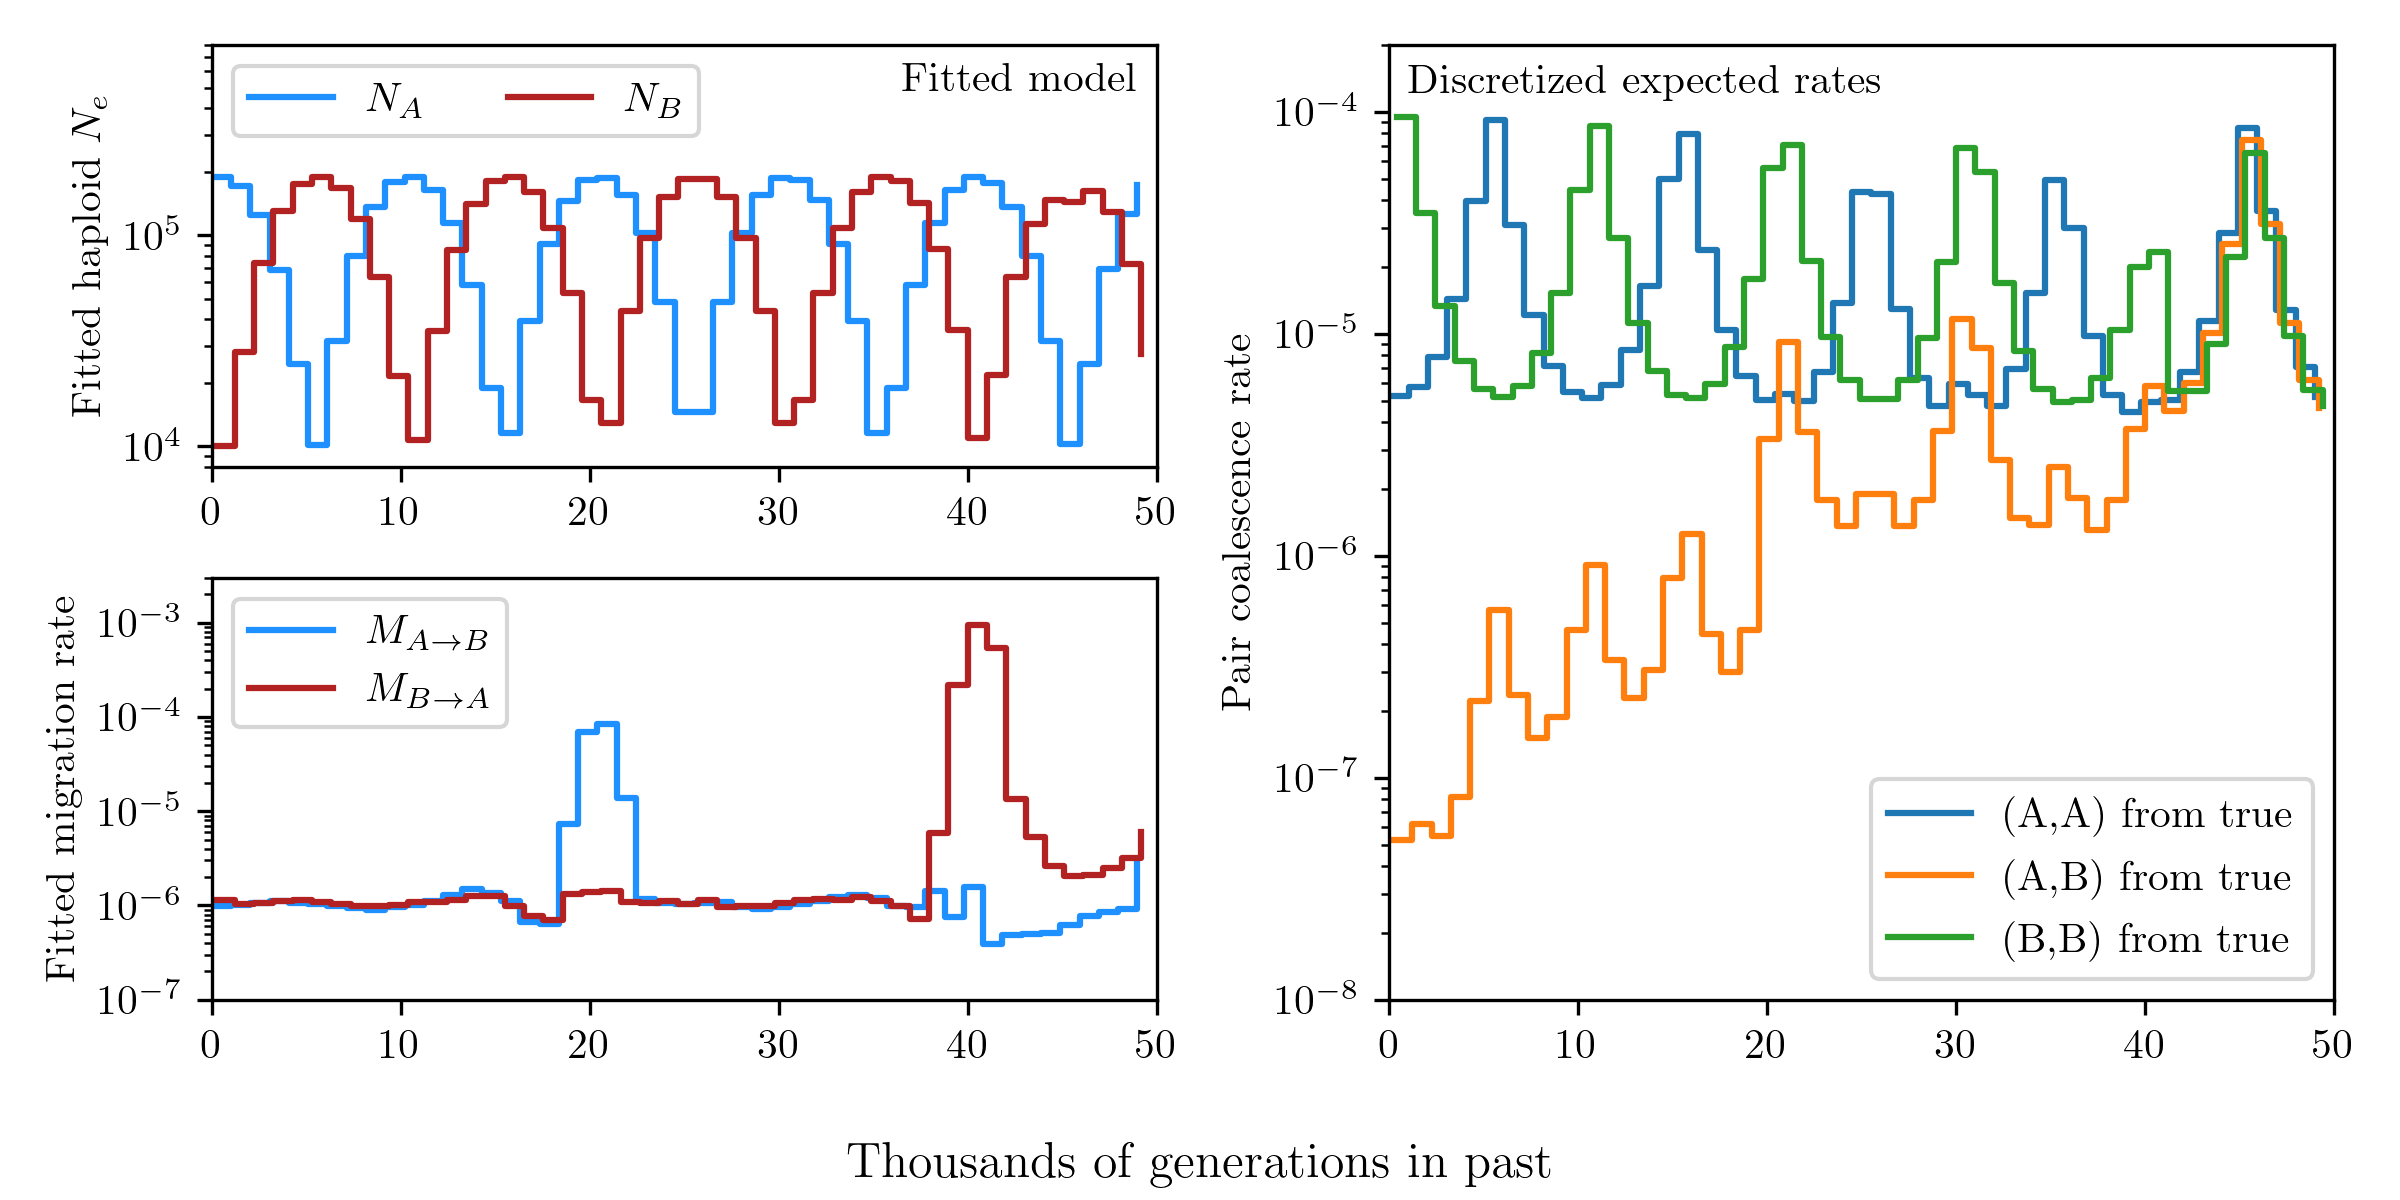 Fitted haploid N_e
10^5
10^4
N_A
N_B
Fitted model
0 10 20 30 40 50
Fitted migration rate
10^−3
10^−4
10^−5
10^−6
10^−7
M_{A→B}
M_{B→A}
0 10 20 30 40 50
Pair coalescence rate
10^−4
10^−5
10^−6
10^−7
10^−8
Discretized expected rates
(A,A) from true
(A,B) from true
(B,B) from true
0 10 20 30 40 50
Thousands of generations in past